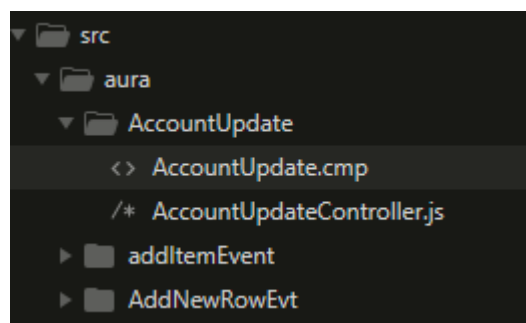 src
aura
AccountUpdate
<> AccountUpdate.cmp
/* AccountUpdateController.js
addItemEvent
AddNewRowEvt